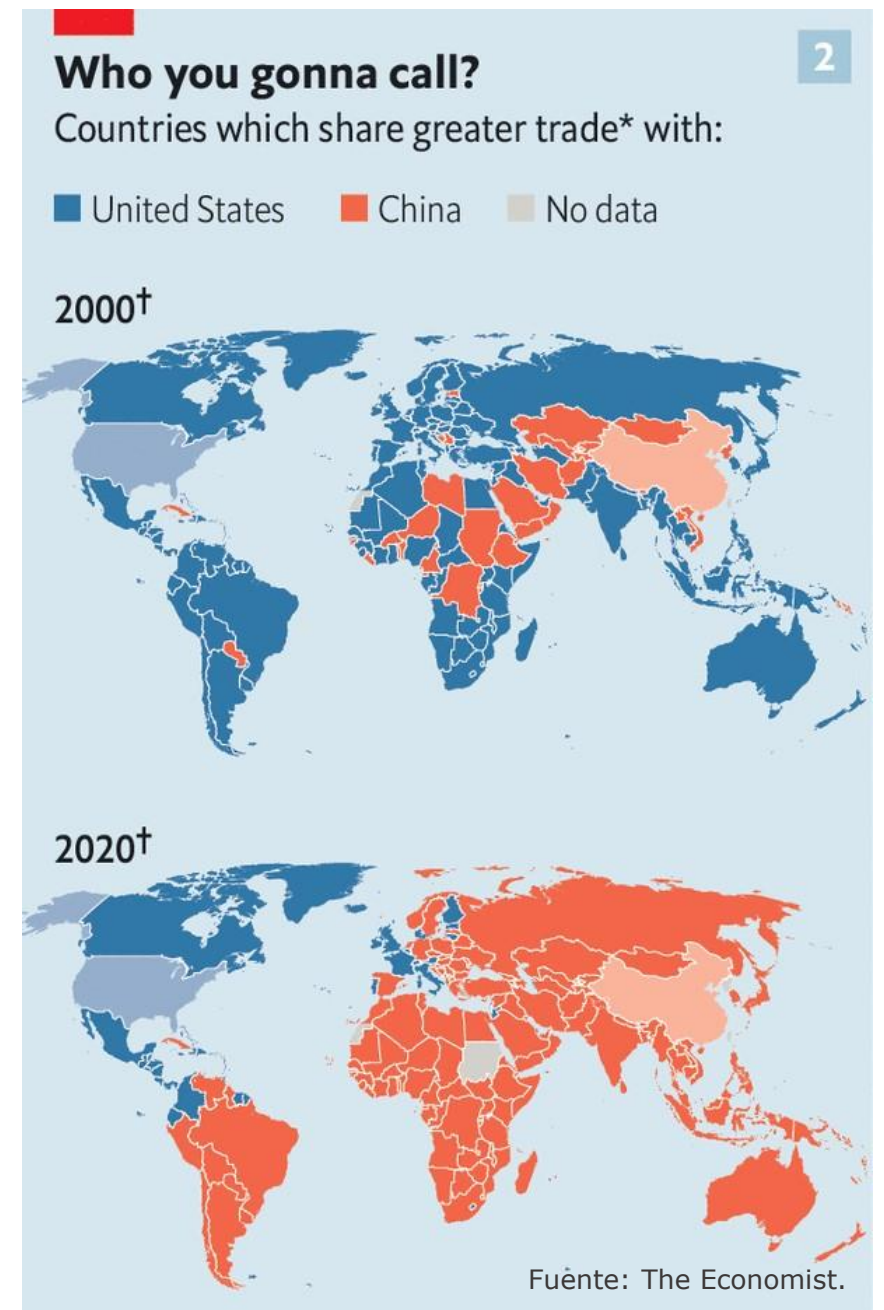 Who you gonna call?
2
Countries which share greater trade* with:
United States China No data
2000†
2020†
Fuente: The Economist.